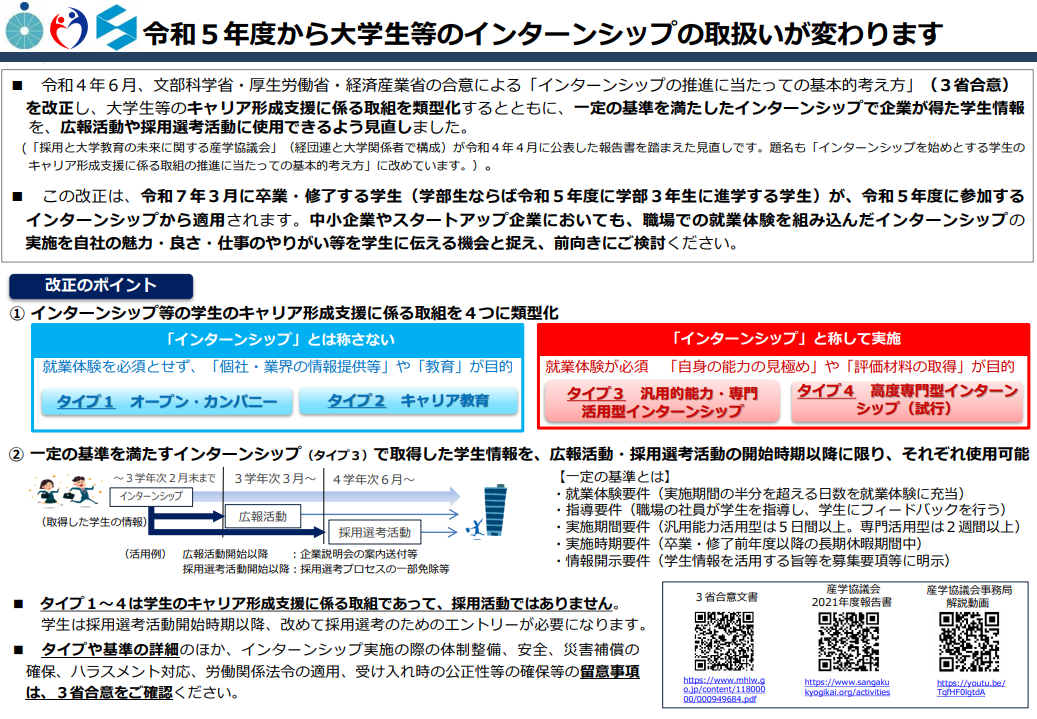 令和５年度から大学生等のインターンシップの取扱いが変わります
■ 令和４年６月、文部科学省・厚生労働省・経済産業省の合意による「インターンシップの推進に当たっての基本的考え方」（３省合意）
を改正し、大学生等のキャリア形成支援に係る取組を類型化するとともに、一定の基準を満たしたインターンシップで企業が得た学生情報
を、広報活動や採用選考活動に使用できるよう見直しました。
(「採用と大学教育の未来に関する産学協議会」（経団連と大学関係者で構成）が令和４年４月に公表した報告書を踏まえた見直しです。題名も「インターンシップを始めとする学生の
キャリア形成支援に係る取組の推進に当たっての基本的考え方」に改めています。）。
■ この改正は、令和７年３月に卒業・修了する学生（学部生ならば令和５年度に学部３年生に進学する学生）が、令和５年度に参加する
インターンシップから適用されます。中小企業やスタートアップ企業においても、職場での就業体験を組み込んだインターンシップの
実施を自社の魅力・良さ・仕事のやりがい等を学生に伝える機会と捉え、前向きにご検討ください。
改正のポイント
① インターンシップ等の学生のキャリア形成支援に係る取組を４つに類型化
「インターンシップ」とは称さない
就業体験を必須とせず、「個社・業界の情報提供等」や「教育」が目的
タイプ１ オープン・カンパニー
タイプ２ キャリア教育
「インターンシップ」と称して実施
就業体験が必須 「自身の能力の見極め」や「評価材料の取得」が目的
タイプ３ 汎用的能力・専門
活用型インターンシップ
タイプ４ 高度専門型インターン
シップ（試行）
② 一定の基準を満たすインターンシップ（タイプ３）で取得した学生情報を、広報活動・採用選考活動の開始時期以降に限り、それぞれ使用可能
～３学年次２月末まで
３学年次３月～
４学年次６月～
インターンシップ
（取得した学生の情報）
広報活動
採用選考活動
（活用例） 広報活動開始以降 ：企業説明会の案内送付等
採用選考活動開始以降：採用選考プロセスの一部免除等
【一定の基準とは】
・就業体験要件（実施期間の半分を超える日数を就業体験に充当）
・指導要件（職場の社員が学生を指導し、学生にフィードバックを行う）
・実施期間要件（汎用能力活用型は５日間以上。専門活用型は２週間以上）
・実施時期要件（卒業・修了前年度以降の長期休暇期間中）
・情報開示要件（学生情報を活用する旨等を募集要項等に明示）
■ タイプ１～４は学生のキャリア形成支援に係る取組であって、採用活動ではありません。
学生は採用選考活動開始時期以降、改めて採用選考のためのエントリーが必要になります。
■ タイプや基準の詳細のほか、インターンシップ実施の際の体制整備、安全、災害補償の
確保、ハラスメント対応、労働関係法令の適用、受け入れ時の公正性等の確保等の留意事項
は、３省合意をご確認ください。
３省合意文書
https://www.mhlw.g
o.jp/content/118000
00/000949684.pdf
産学協議会
2021年度報告書
https://www.sangaku
kyogikai.org/activities
産学協議会事務局
解説動画
https://youtu.be/
TqfHF0lgtdA